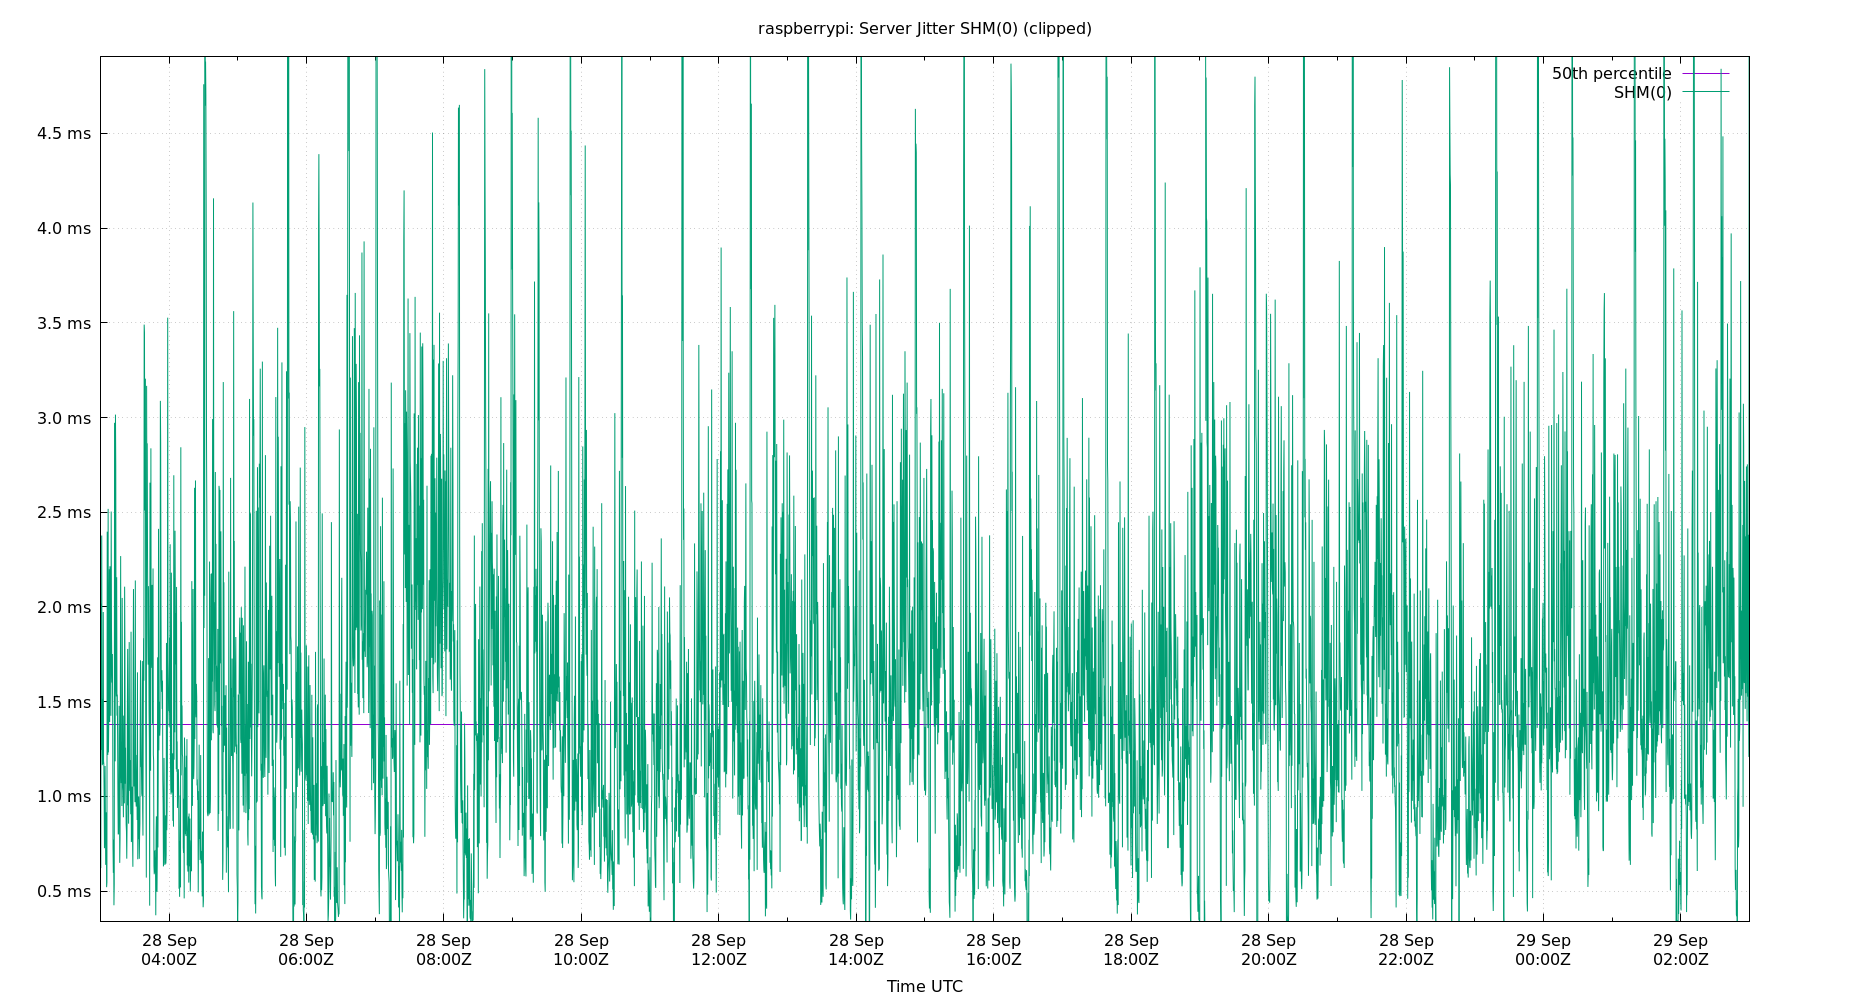 raspberrypi: Server Jitter SHM(0) (clipped)
50th percentile
SHM(0)
4.5 ms
4.0 ms
3.5 ms
3.0 ms
2.5 ms
2.0 ms
1.5 ms
1.0 ms
0.5 ms
28 Sep 28 Sep 28 Sep 28 Sep 28 Sep 28 Sep 28 Sep 28 Sep 28 Sep 28 Sep 29 Sep 29 Sep
04:00Z 06:00Z 08:00Z 10:00Z 12:00Z 14:00Z 16:00Z 18:00Z 20:00Z 22:00Z 00:00Z 02:00Z
Time UTC